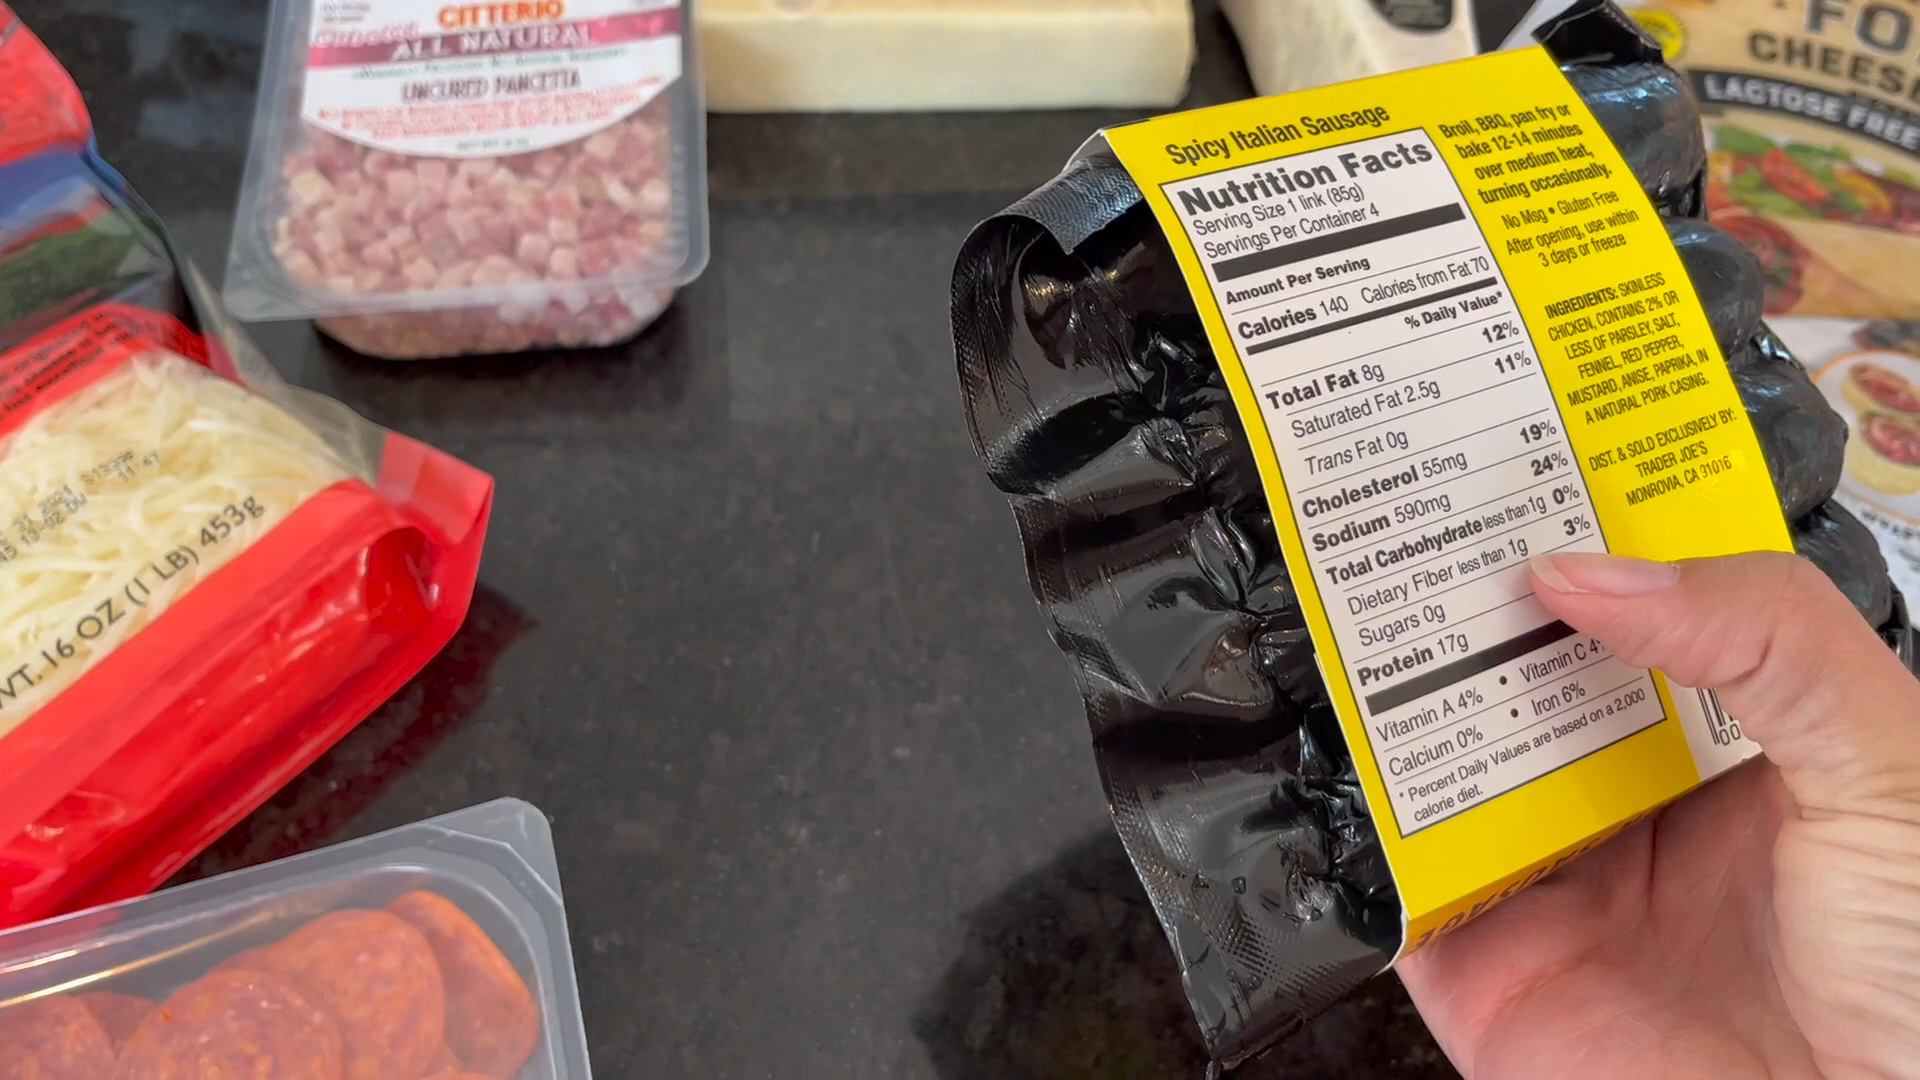 CITTERIO
ALL NATURAL
UNCURED PANCETTA
WT. 16 OZ (1 LB) 453g
Spicy Italian Sausage
Nutrition Facts
Serving Size 1 link (85g)
Servings Per Container 4
Amount Per Serving
Calories 140 Calories from Fat 70
% Daily Value*
Total Fat 8g 12%
Saturated Fat 2.5g 11%
Trans Fat 0g
Cholesterol 55mg 19%
Sodium 590mg 24%
Total Carbohydrate less than 1g 0%
Dietary Fiber less than 1g 3%
Sugars 0g
Protein 17g
Vitamin A 4% • Vitamin C 4%
Calcium 0% • Iron 6%
* Percent Daily Values are based on a 2,000
calorie diet.
Broil, BBQ, pan fry or
bake 12-14 minutes
over medium heat,
turning occasionally.
No Msg • Gluten Free
After opening, use within
3 days or freeze
INGREDIENTS: SKINLESS
CHICKEN, CONTAINS 2% OR
LESS OF PARSLEY, SALT,
FENNEL, RED PEPPER,
MUSTARD, ANISE, PAPRIKA, IN
A NATURAL PORK CASING.
DIST. & SOLD EXCLUSIVELY BY:
TRADER JOE'S
MONROVIA, CA 91016
FO
CHEES
LACTOSE FREE